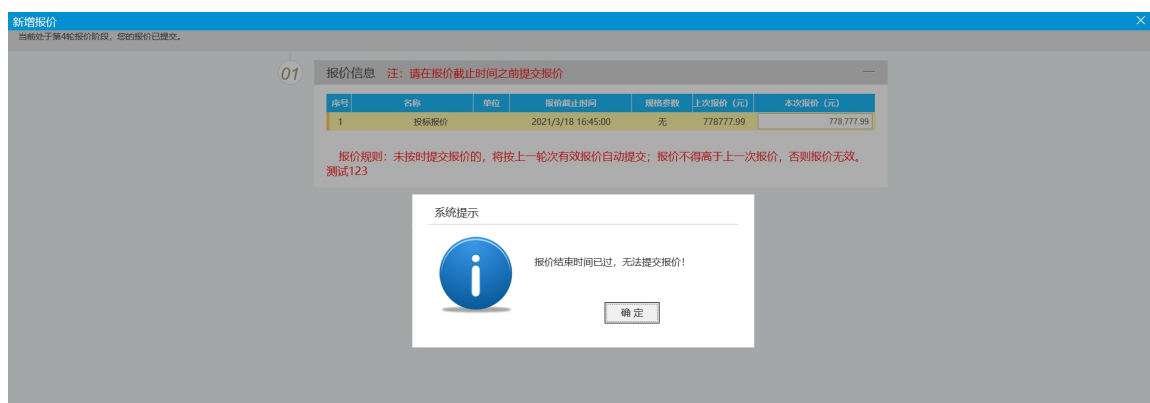 新增报价
当前处于第4轮报价阶段，您的报价已提交。
01 报价信息 注：请在报价截止时间之前提交报价
序号 名称 单位 报价截止时间 规格参数 上次报价（元） 本次报价（元）
1 投标报价 2021/3/18 16:45:00 无 778777.99 778,777.99
报价规则：未按时提交报价的，将按上一轮次有效报价自动提交；报价不得高于上一次报价，否则报价无效。
测试123
系统提示
报价结束时间已过，无法提交报价！
确定